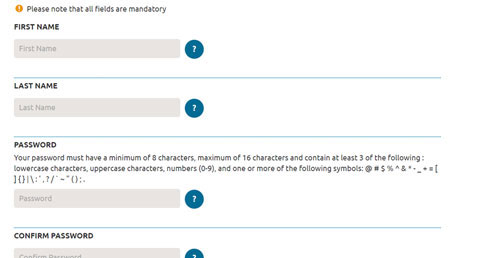 Please note that all fields are mandatory
FIRST NAME
First Name
?
LAST NAME
Last Name
?
PASSWORD
Your password must have a minimum of 8 characters, maximum of 16 characters and contain at least 3 of the following :
lowercase characters, uppercase characters, numbers (0-9), and one or more of the following symbols: @ # $ % ^ & * - _ + = [
] { } | \ : ' , ? / ` ~ " ( ) ; .
Password
?
CONFIRM PASSWORD
Confirm Password
?